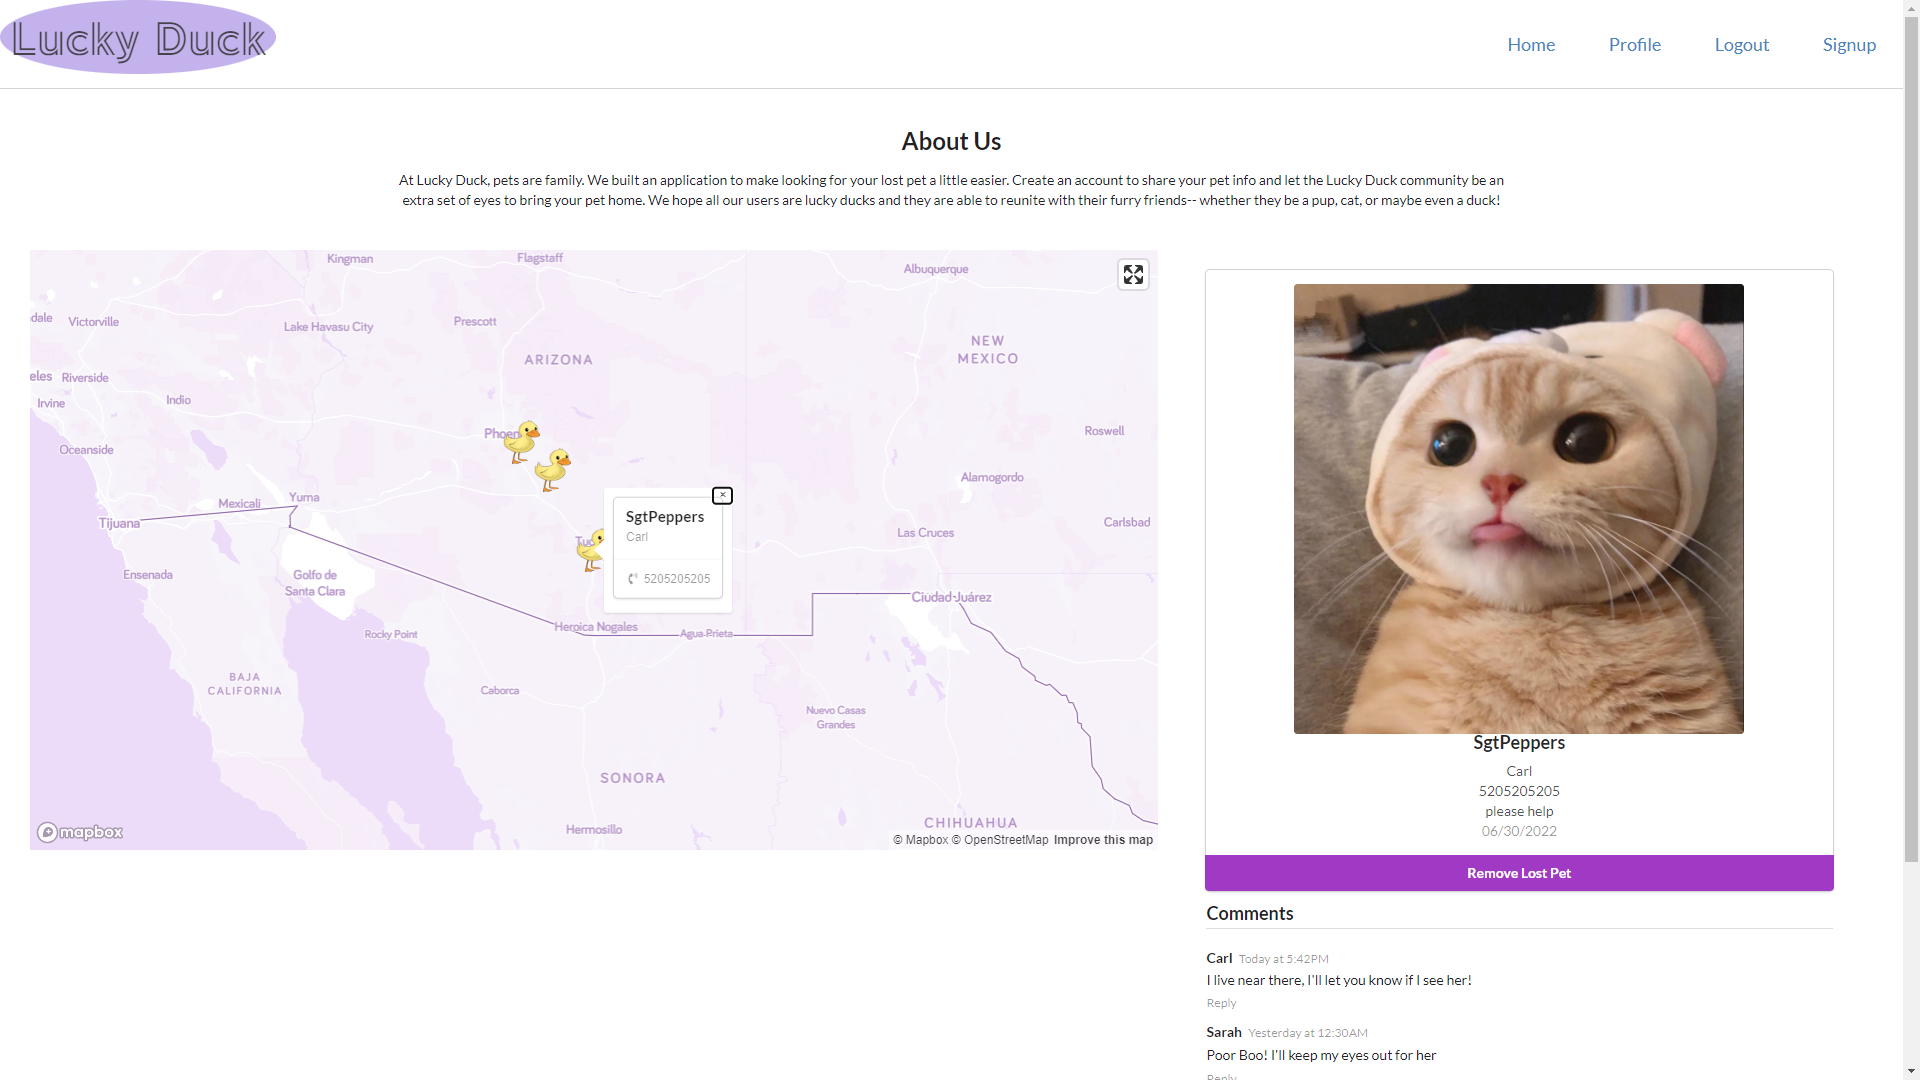 Lucky Duck
Home
Profile
Logout
Signup
About Us
At Lucky Duck, pets are family. We built an application to make looking for your lost pet a little easier. Create an account to share your pet info and let the Lucky Duck community be an
extra set of eyes to bring your pet home. We hope all our users are lucky ducks and they are able to reunite with their furry friends-- whether they be a pup, cat, or maybe even a duck!
Kingman
Flagstaff
Albuquerque
dale
Victorville
Lake Havasu City
Prescott
NEW
MEXICO
ARIZONA
eles
Riverside
Indio
Irvine
Phoen
Roswell
Oceanside
Alamogordo
Mexicali
Yuma
Tijuana
Carlsbad
Las Cruces
Tuc
SgtPeppers
Carl
5205205205
Ensenada
Golfo de
Santa Clara
Ciudad Juárez
Rocky Point
Heroica Nogales
Agua Prieta
BAJA
CALIFORNIA
Caborca
Nuevo Casas
Grandes
SONORA
CHIHUAHUA
Hermosillo
mapbox
© Mapbox © OpenStreetMap Improve this map
SgtPeppers
Carl
5205205205
please help
06/30/2022
Remove Lost Pet
Comments
Carl Today at 5:42PM
I live near there, I'll let you know if I see her!
Reply
Sarah Yesterday at 12:30AM
Poor Boo! I'll keep my eyes out for her
Reply